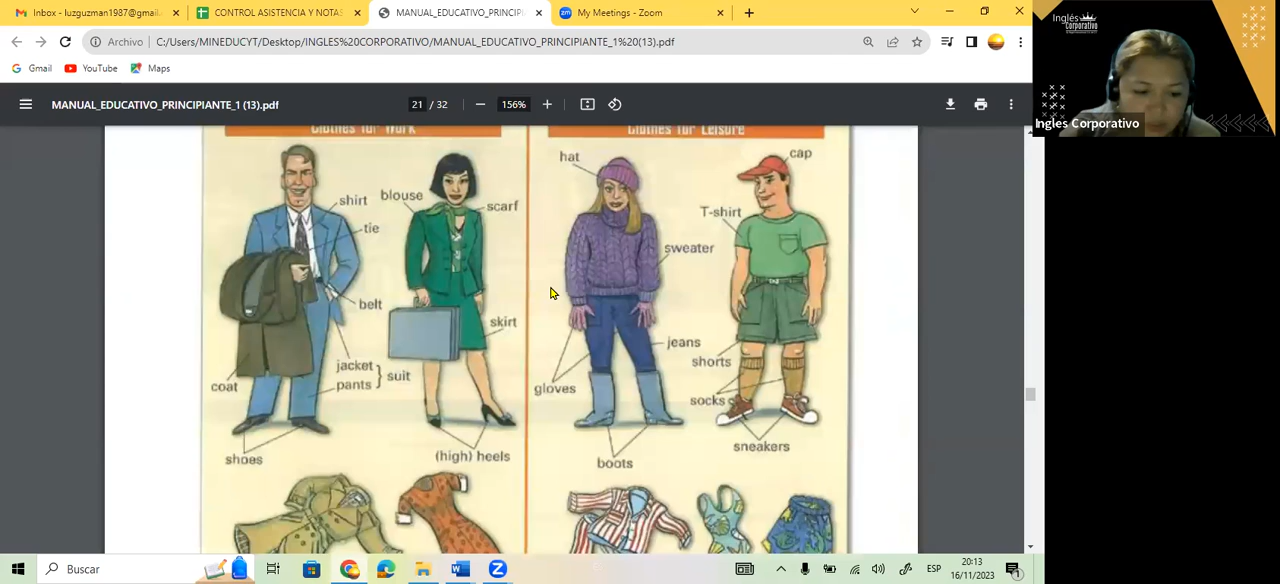 Inbox - luzguzman1987@gmail.
CONTROL ASISTENCIA Y NOTAS
MANUAL_EDUCATIVO_PRINCIPI
My Meetings - Zoom
Archivo
C:/Users/MINEDUCYT/Desktop/INGLES%20CORPORATIVO/MANUAL_EDUCATIVO_PRINCIPIANTE_1%20(13).pdf
Gmail
YouTube
Maps
MANUAL_EDUCATIVO_PRINCIPIANTE_1 (13).pdf
21 / 32
156%
Inglés
Corporativo
Ingles Corporativo
Clothes for Work
Clothes for Leisure
shirt
blouse
scarf
tie
belt
skirt
jacket
pants
suit
coat
shoes
(high) heels
hat
cap
T-shirt
sweater
jeans
shorts
gloves
socks
sneakers
boots
Buscar
ESP
20:13
16/11/2023